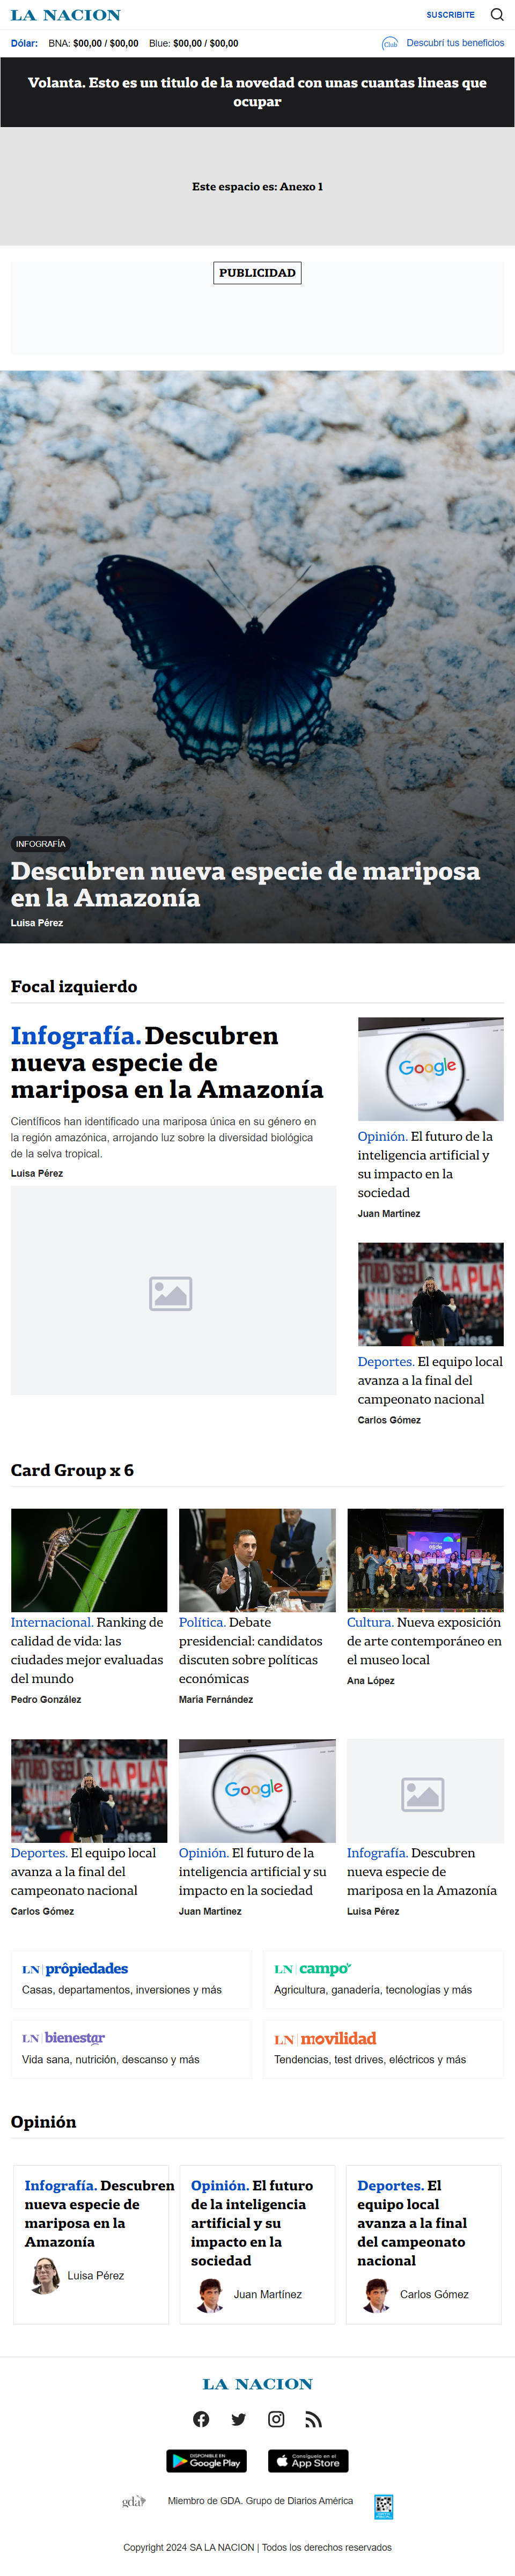 LA NACION
SUSCRIBITE
Dólar: BNA: $00,00 / $00,00 Blue: $00,00 / $00,00
Club Descubrí tus beneficios
Volanta. Esto es un titulo de la novedad con unas cuantas lineas que
ocupar
Este espacio es: Anexo 1
PUBLICIDAD
INFOGRAFÍA
Descubren nueva especie de mariposa
en la Amazonía
Luisa Pérez
Focal izquierdo
Infografía. Descubren
nueva especie de
mariposa en la Amazonía
Científicos han identificado una mariposa única en su género en
la región amazónica, arrojando luz sobre la diversidad biológica
de la selva tropical.
Luisa Pérez
Google
Opinión. El futuro de la
inteligencia artificial y
su impacto en la
sociedad
Juan Martínez
LA PLAT
Deportes. El equipo local
avanza a la final del
campeonato nacional
Carlos Gómez
Card Group x 6
Internacional. Ranking de
calidad de vida: las
ciudades mejor evaluadas
del mundo
Pedro González
Política. Debate
presidencial: candidatos
discuten sobre políticas
económicas
María Fernández
Cultura. Nueva exposición
de arte contemporáneo en
el museo local
Ana López
LA PLAT
Deportes. El equipo local
avanza a la final del
campeonato nacional
Carlos Gómez
Google
Opinión. El futuro de la
inteligencia artificial y su
impacto en la sociedad
Juan Martínez
Infografía. Descubren
nueva especie de
mariposa en la Amazonía
Luisa Pérez
LN propiedades
Casas, departamentos, inversiones y más
LN campo
Agricultura, ganadería, tecnologías y más
LN bienestar
Vida sana, nutrición, descanso y más
LN movilidad
Tendencias, test drives, eléctricos y más
Opinión
Infografía. Descubren
nueva especie de
mariposa en la
Amazonía
Luisa Pérez
Opinión. El futuro
de la inteligencia
artificial y su
impacto en la
sociedad
Juan Martínez
Deportes. El
equipo local
avanza a la final
del campeonato
nacional
Carlos Gómez
LA NACION
DISPONIBLE EN
Google Play
Consíguelo en el
App Store
gda
Miembro de GDA. Grupo de Diarios América
Copyright 2024 SA LA NACION | Todos los derechos reservados